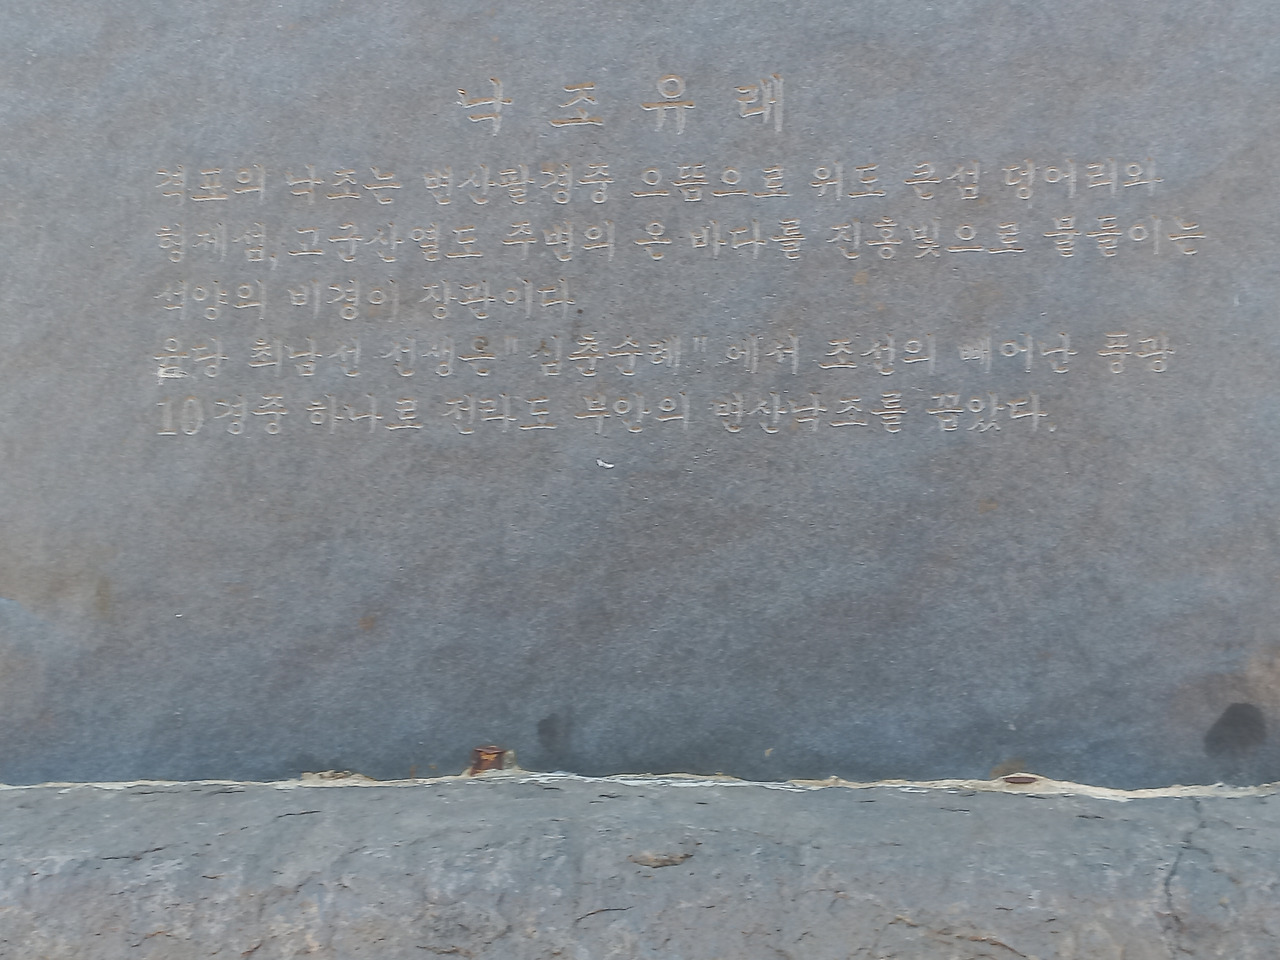 낙조유래
격포의 낙조는 변산팔경중 으뜸으로 위도 큰섬 덩어리와
형제섬, 고군산열도 주변의 온 바다를 진홍빛으로 물들이는
석양의 비경이 장관이다.
육당 최남선 선생은 "심춘순례" 에서 조선의 빼어난 풍광
10경중 하나로 전라도 부안의 변산낙조를 꼽았다.